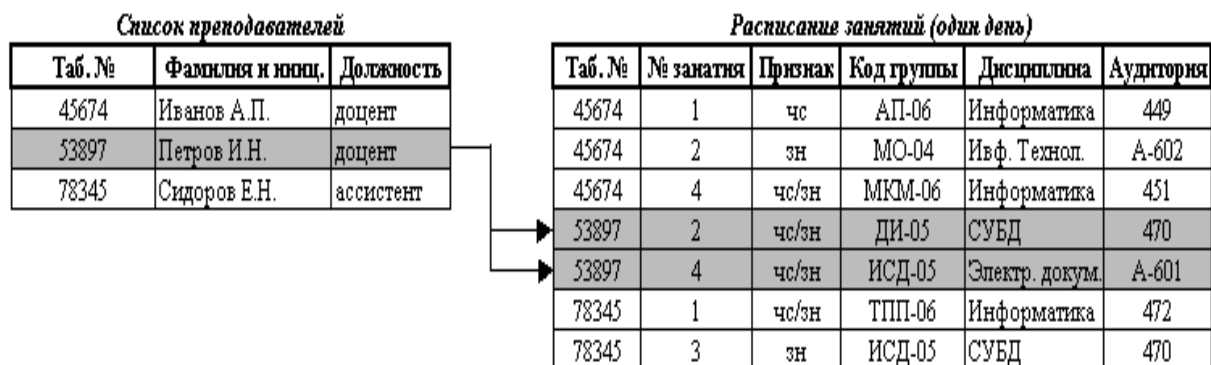 Список преподавателей
Таб. № Фамилия и иниц. Должность
45674 Иванов А.П. доцент
53897 Петров И.Н. доцент
78345 Сидоров Е.Н. ассистент
Расписание занятий (один день)
Таб. № № занатия Признак Код группы Дисциплина Аудитория
45674 1 чс АП-06 Информатика 449
45674 2 зн МО-04 Ивф. Технол. А-602
45674 4 чс/зн МКМ-06 Информатика 451
53897 2 чс/зн ДИ-05 СУБД 470
53897 4 чс/зн ИСД-05 Электр. докум. А-601
78345 1 чс/зн ТПП-06 Информатика 472
78345 3 зн ИСД-05 СУБД 470